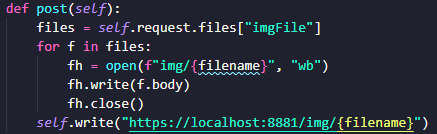 def post(self):
    files = self.request.files["imgFile"]
    for f in files:
        fh = open(f"img/{filename}", "wb")
        fh.write(f.body)
        fh.close()
    self.write("https://localhost:8881/img/{filename}")